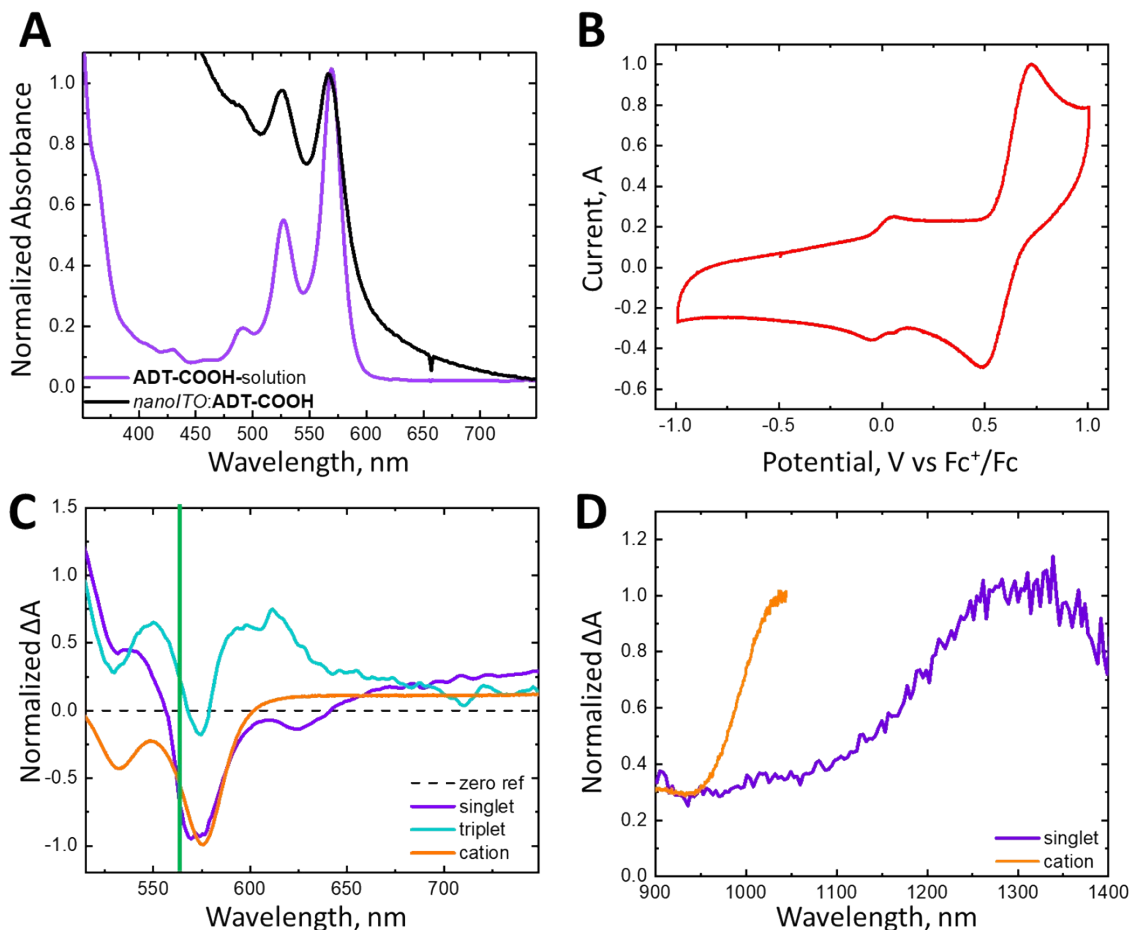 A
Normalized Absorbance
1.0
0.8
0.6
0.4
0.2
0.0
ADT-COOH-solution
nanoITO:ADT-COOH
400 450 500 550 600 650 700
Wavelength, nm
B
Current, A
1.0
0.8
0.6
0.4
0.2
0.0
-0.2
-0.4
-0.6
-1.0 -0.5 0.0 0.5 1.0
Potential, V vs Fc⁺/Fc
C
Normalized ΔA
1.5
1.0
0.5
0.0
-0.5
-1.0
zero ref
singlet
triplet
cation
550 600 650 700
Wavelength, nm
D
Normalized ΔA
1.2
1.0
0.8
0.6
0.4
0.2
0.0
singlet
cation
900 1000 1100 1200 1300 1400
Wavelength, nm